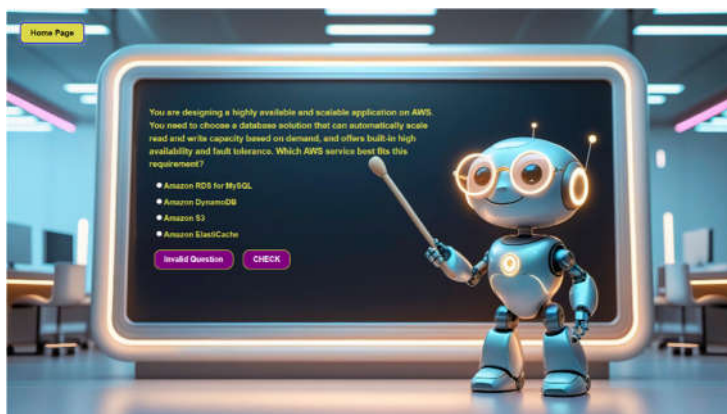 Home Page
You are designing a highly available and scalable application on AWS.
You need to choose a database solution that can automatically scale
read and write capacity based on demand, and offers built-in high
availability and fault tolerance. Which AWS service best fits this
requirement?
Amazon RDS for MySQL
Amazon DynamoDB
Amazon S3
Amazon ElastiCache
Invalid Question CHECK